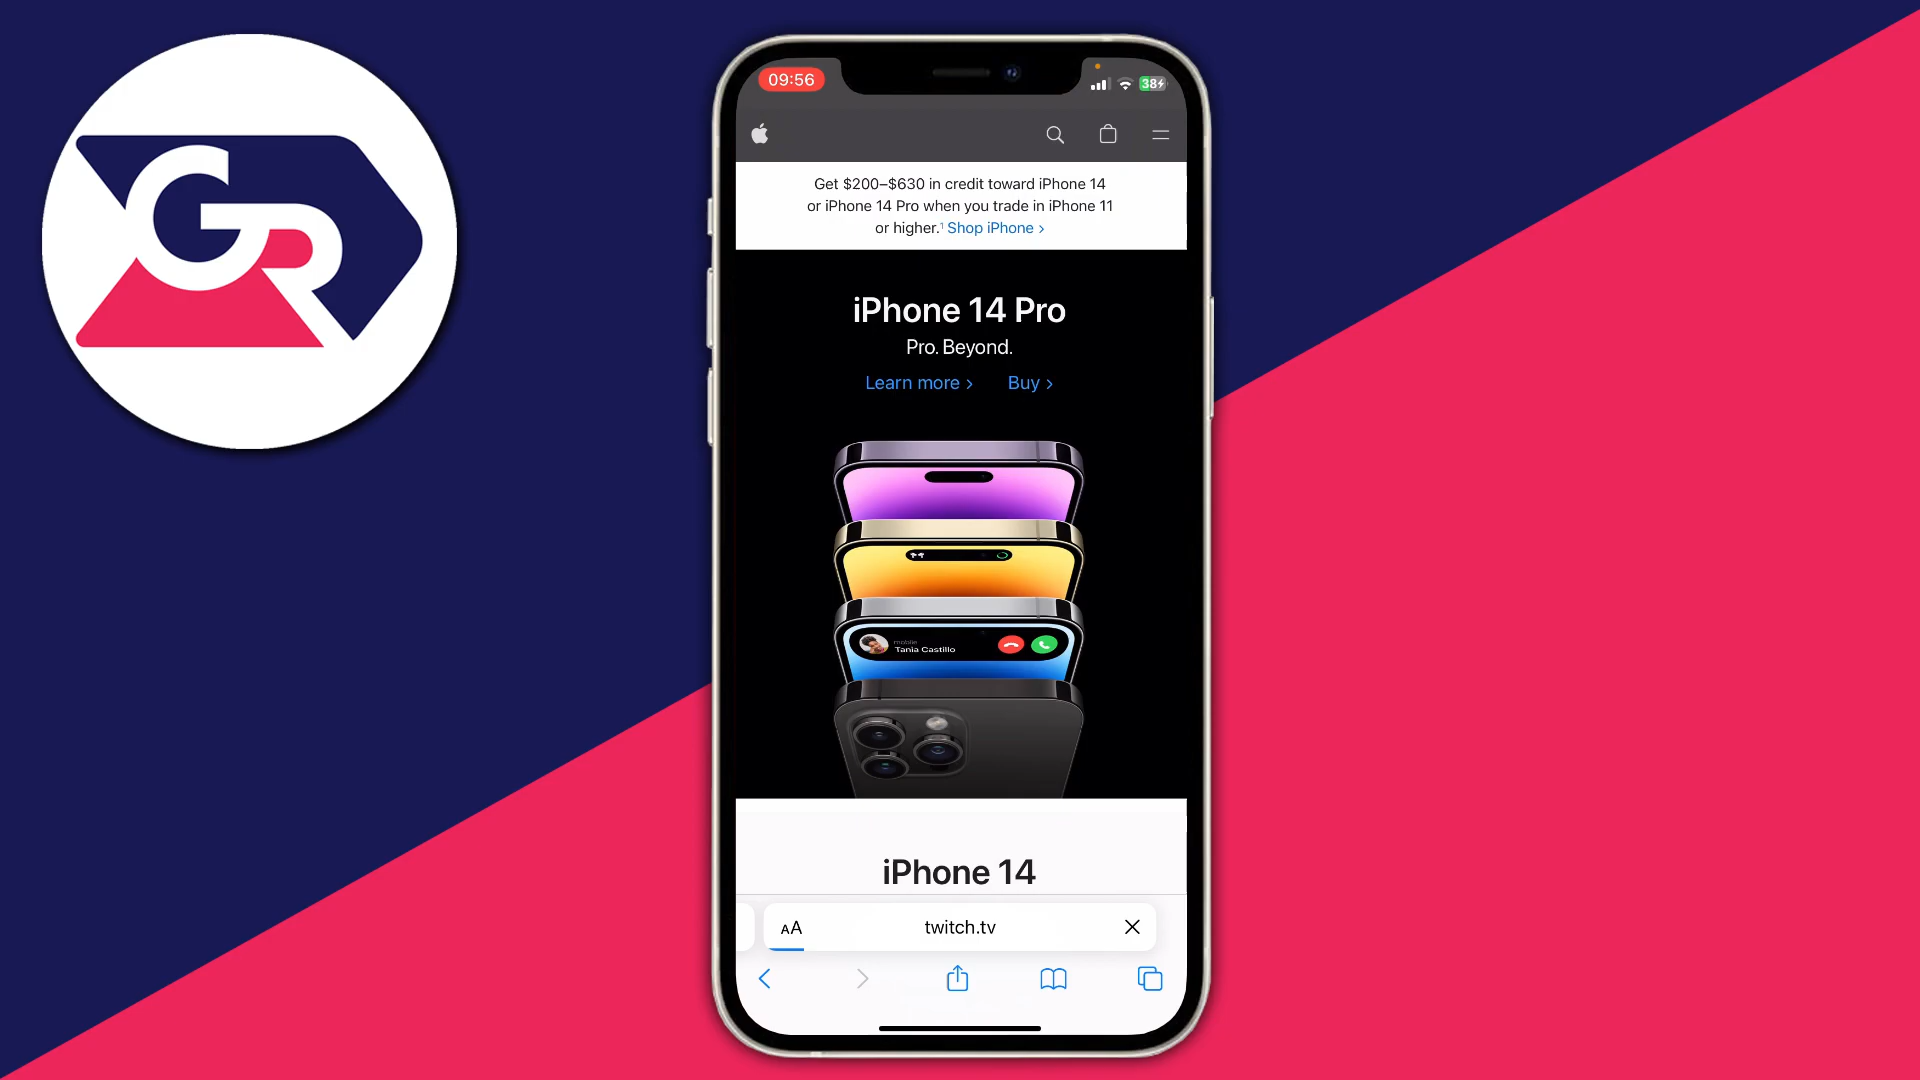 GR
09:56
38
Get $200–$630 in credit toward iPhone 14
or iPhone 14 Pro when you trade in iPhone 11
or higher.¹ Shop iPhone >
iPhone 14 Pro
Pro. Beyond.
Learn more > Buy >
mobile
Tania Castillo
iPhone 14
AA twitch.tv